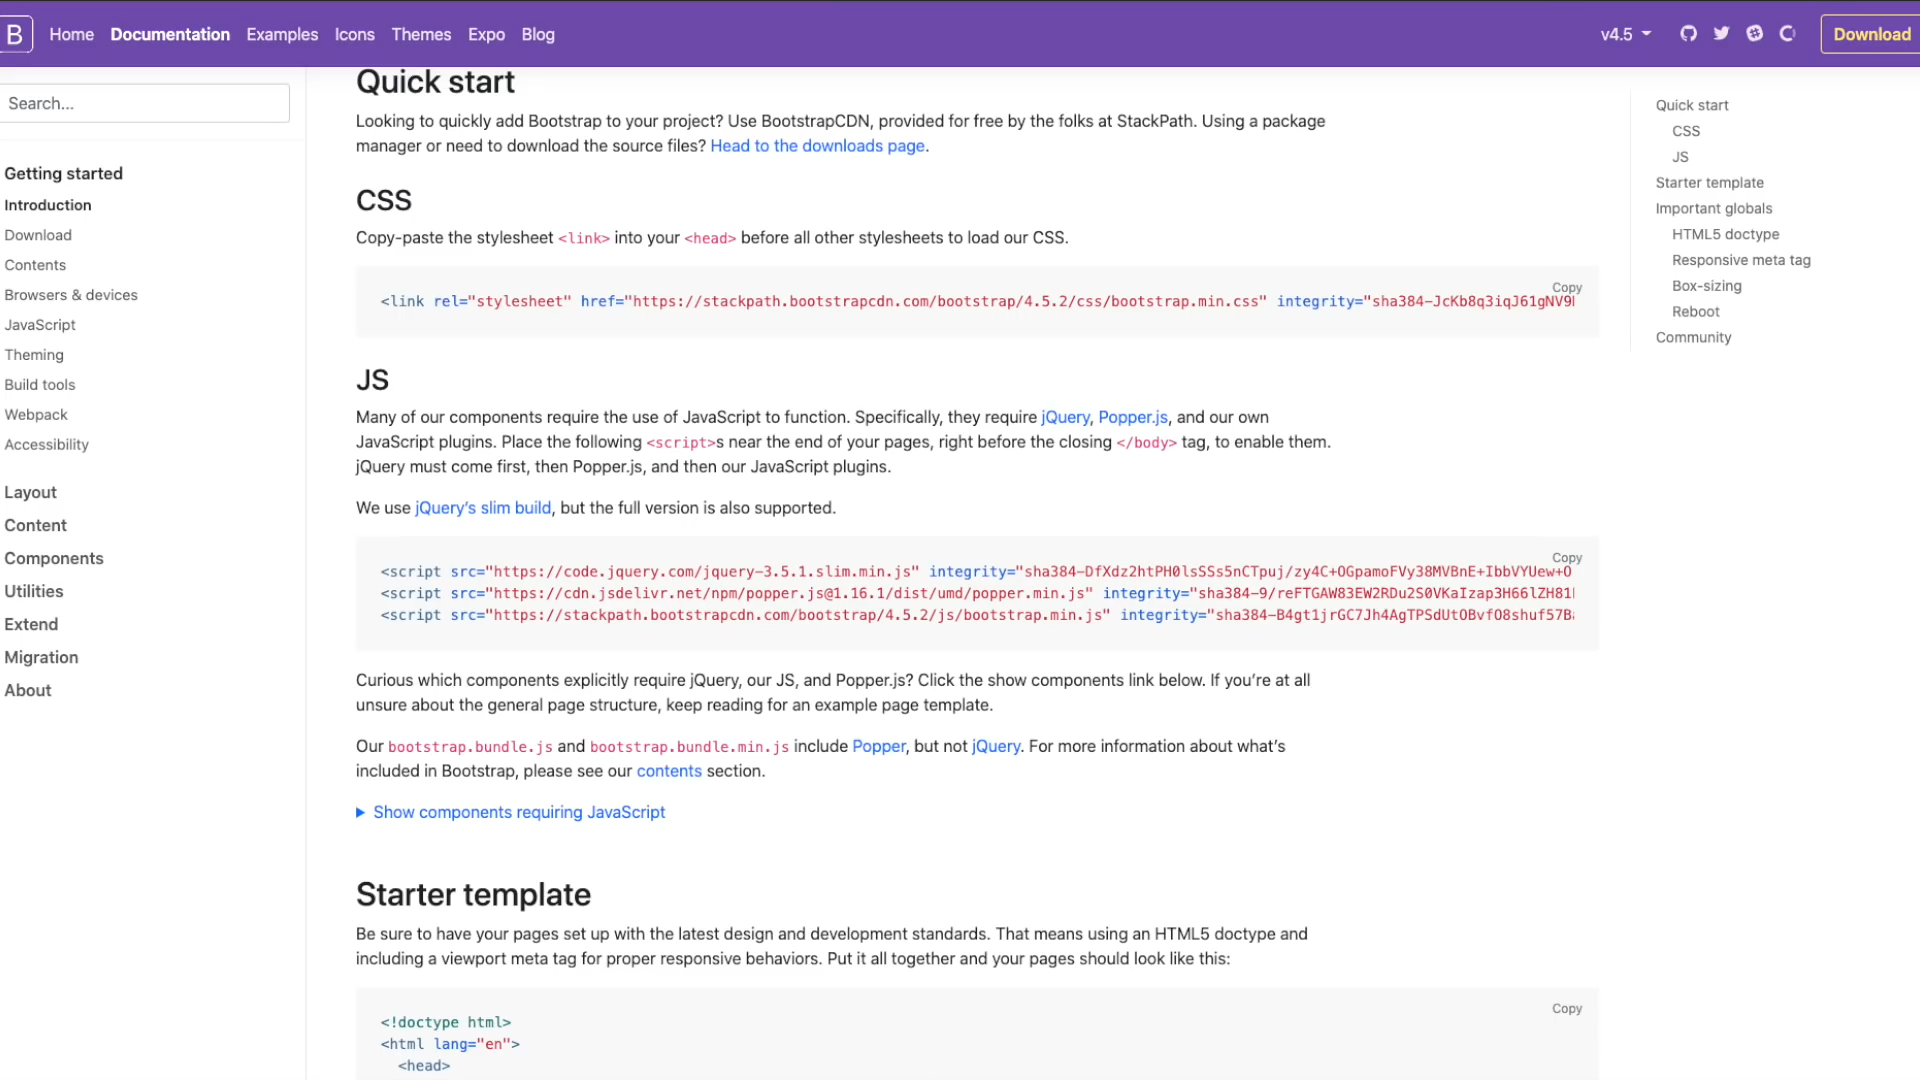 B Home Documentation Examples Icons Themes Expo Blog v4.5 Download
Search...
Getting started
Introduction
Download
Contents
Browsers & devices
JavaScript
Theming
Build tools
Webpack
Accessibility
Layout
Content
Components
Utilities
Extend
Migration
About
Quick start
Looking to quickly add Bootstrap to your project? Use BootstrapCDN, provided for free by the folks at StackPath. Using a package
manager or need to download the source files? Head to the downloads page.
CSS
Copy-paste the stylesheet <link> into your <head> before all other stylesheets to load our CSS.
Copy
<link rel="stylesheet" href="https://stackpath.bootstrapcdn.com/bootstrap/4.5.2/css/bootstrap.min.css" integrity="sha384-JcKb8q3iqJ61gNV9
JS
Many of our components require the use of JavaScript to function. Specifically, they require jQuery, Popper.js, and our own
JavaScript plugins. Place the following <script>s near the end of your pages, right before the closing </body> tag, to enable them.
jQuery must come first, then Popper.js, and then our JavaScript plugins.
We use jQuery’s slim build, but the full version is also supported.
Copy
<script src="https://code.jquery.com/jquery-3.5.1.slim.min.js" integrity="sha384-DfXdz2htPH0lsSSs5nCTpuj/zy4C+OGpamoFVy38MVBnE+IbbVYUew+O
<script src="https://cdn.jsdelivr.net/npm/popper.js@1.16.1/dist/umd/popper.min.js" integrity="sha384-9/reFTGAW83EW2RDu2S0VKaIzap3H66lZH81
<script src="https://stackpath.bootstrapcdn.com/bootstrap/4.5.2/js/bootstrap.min.js" integrity="sha384-B4gt1jrGC7Jh4AgTPSdUtOBvfO8shuf57B
Curious which components explicitly require jQuery, our JS, and Popper.js? Click the show components link below. If you’re at all
unsure about the general page structure, keep reading for an example page template.
Our bootstrap.bundle.js and bootstrap.bundle.min.js include Popper, but not jQuery. For more information about what’s
included in Bootstrap, please see our contents section.
Show components requiring JavaScript
Starter template
Be sure to have your pages set up with the latest design and development standards. That means using an HTML5 doctype and
including a viewport meta tag for proper responsive behaviors. Put it all together and your pages should look like this:
Copy
<!doctype html>
<html lang="en">
<head>
Quick start
CSS
JS
Starter template
Important globals
HTML5 doctype
Responsive meta tag
Box-sizing
Reboot
Community